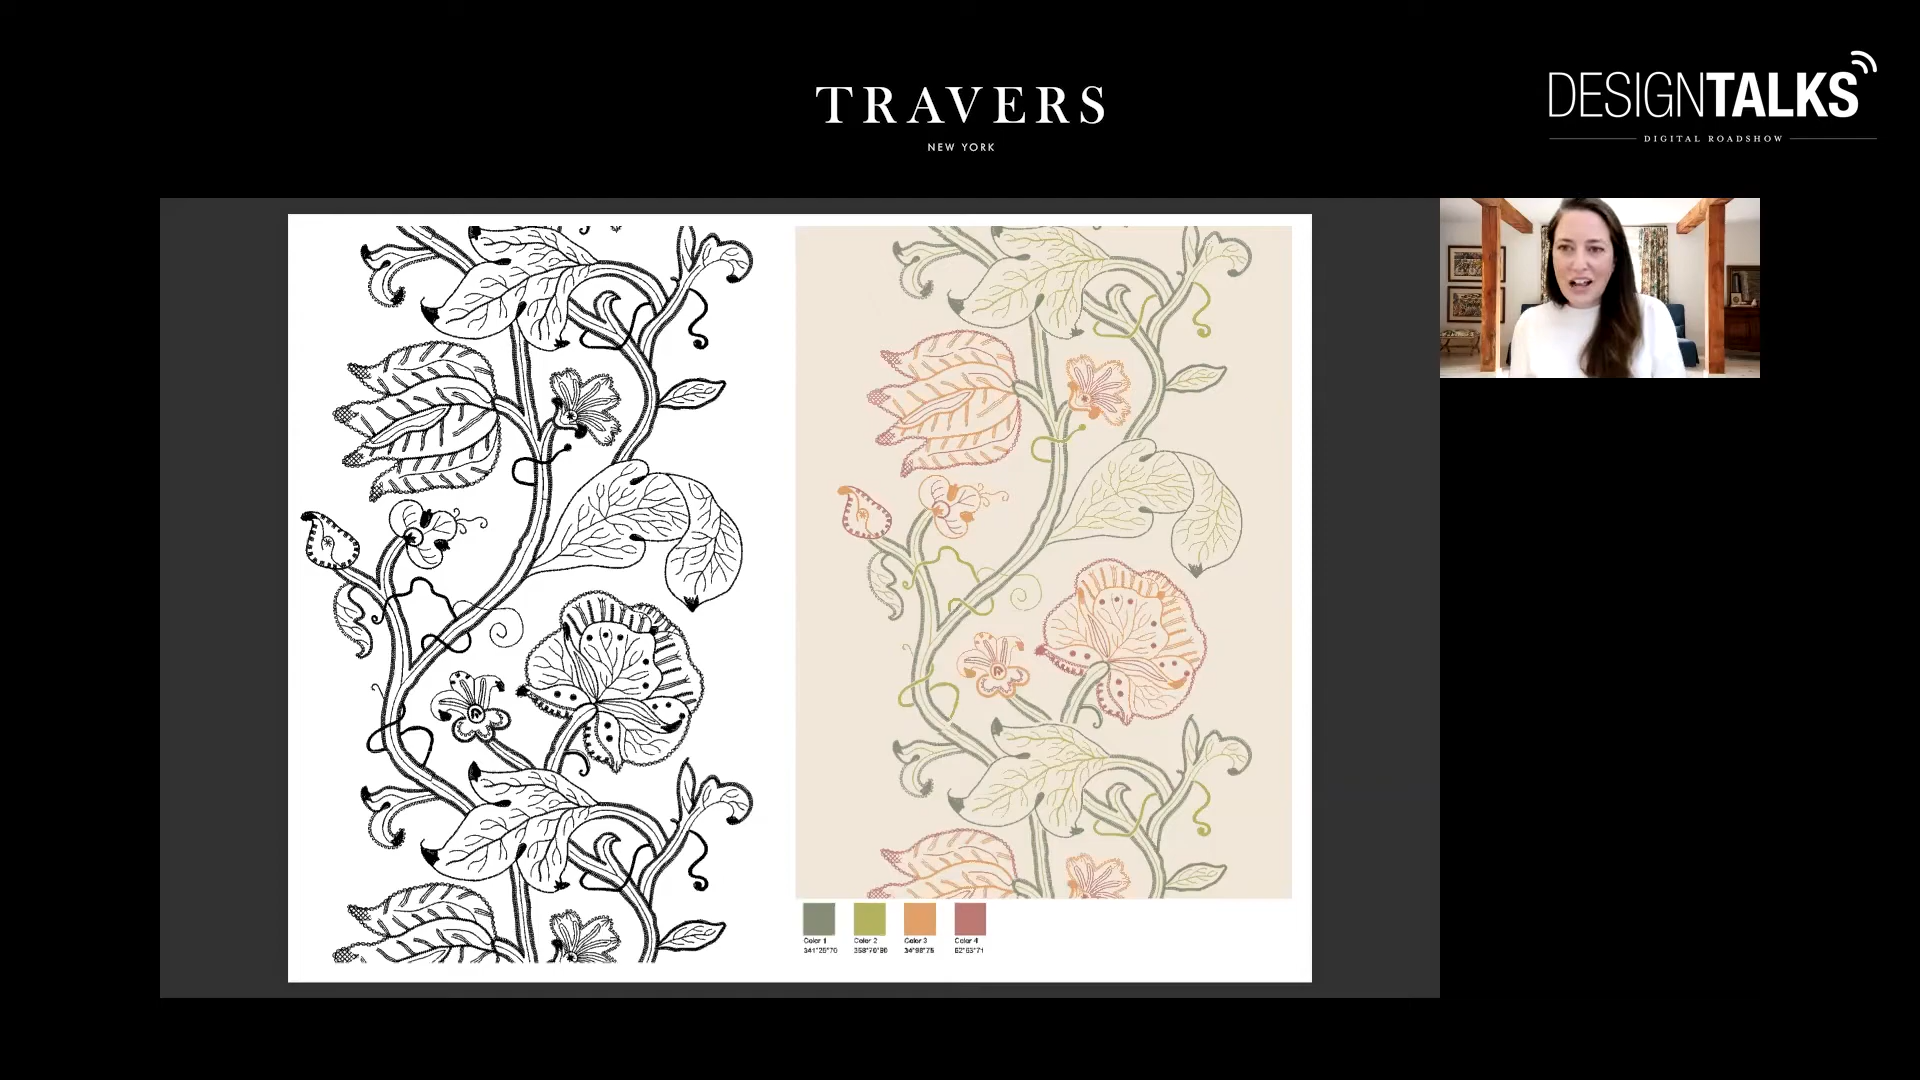 TRAVERS
NEW YORK
DESIGNTALKS
DIGITAL ROADSHOW
Color 1
Color 2
Color 3
Color 4